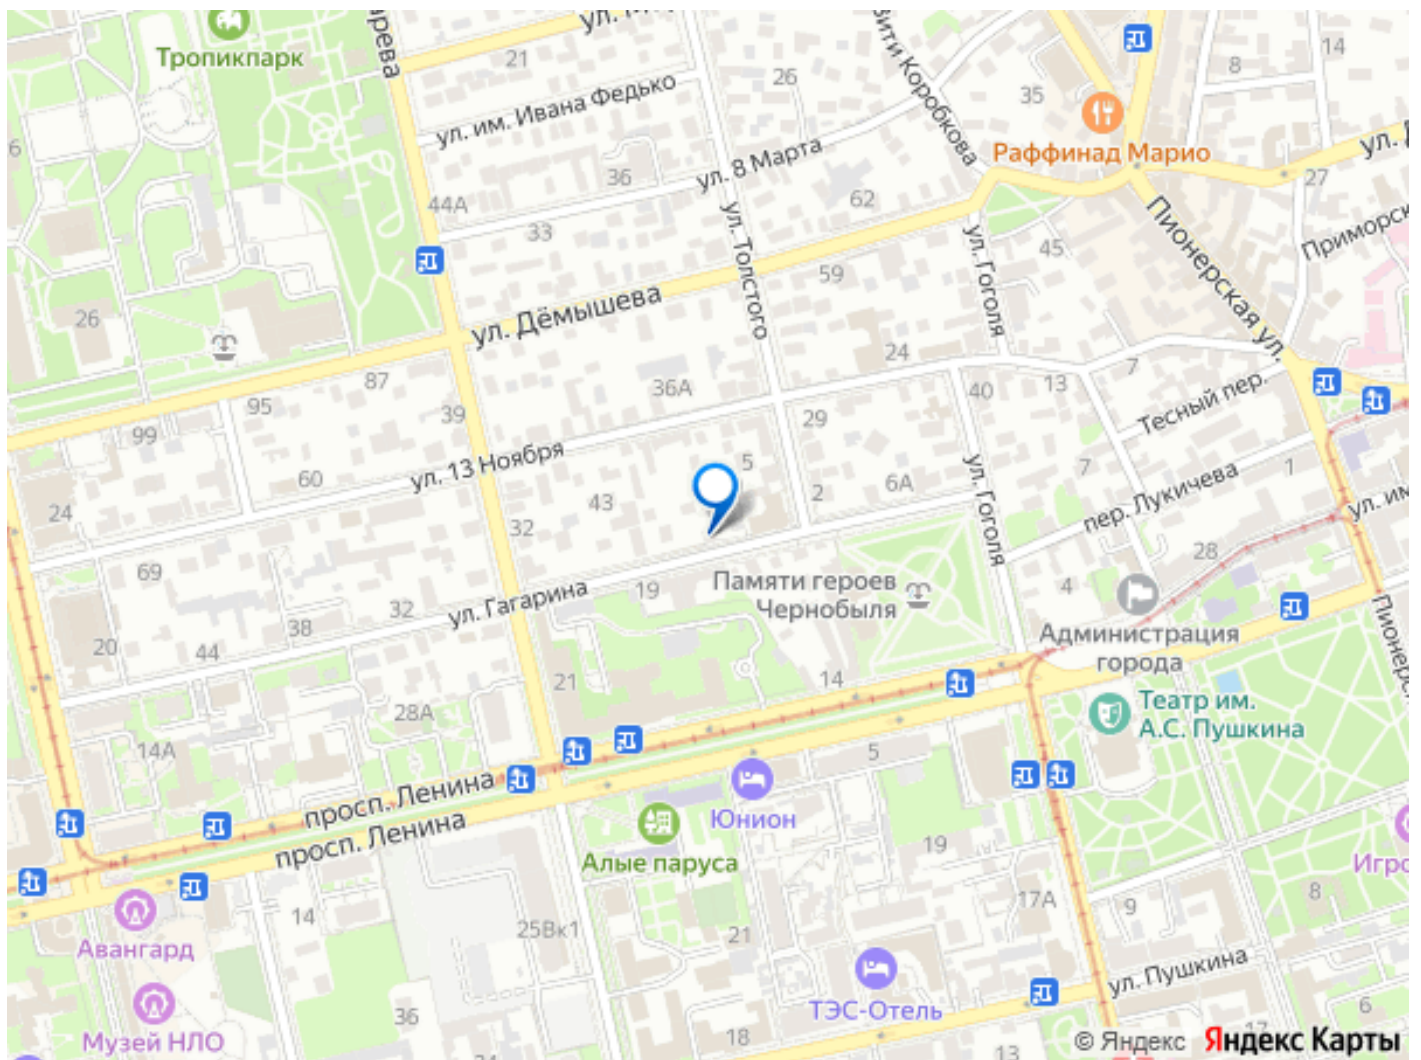 Тропикпарк
21
ул. им. Ивана Федько
26
Вити Коробкова
14
8
35
Раффинад Марио
ул. 8 Марта
36
62
44А
33
ул. Толстого
ул. Гоголя
45
27
Пионерская ул.
59
26
ул. Дёмышева
24
7
87
36А
40
13
Тесный пер.
95
39
29
99
ул. 13 Ноября
5
60
43
2
6А
ул. Гоголя
7
пер. Лукичева
1
24
32
28
69
19
Памяти героев
Чернобыля
4
32
ул. Гагарина
38
20
44
Администрация
города
21
14
28А
Театр им.
А.С. Пушкина
14А
5
просп. Ленина
просп. Ленина
Юнион
Алые паруса
19
14
Авангард
25Вк1
21
17А
9
8
ТЭС-Отель
ул. Пушкина
Музей НЛО
36
18
13
17
6
24
© Яндекс Яндекс Карты